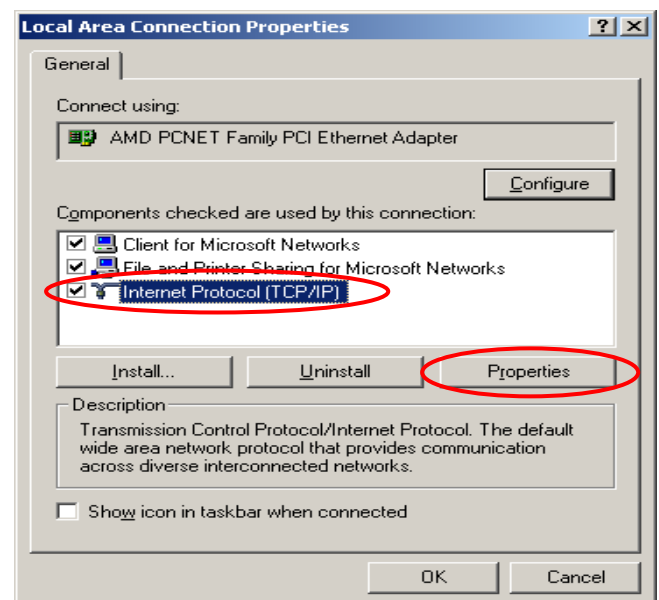 Local Area Connection Properties
General
Connect using:
AMD PCNET Family PCI Ethernet Adapter
Configure
Components checked are used by this connection:
Client for Microsoft Networks
File and Printer Sharing for Microsoft Networks
Internet Protocol (TCP/IP)
Install...
Uninstall
Properties
Description
Transmission Control Protocol/Internet Protocol. The default
wide area network protocol that provides communication
across diverse interconnected networks.
Show icon in taskbar when connected
OK
Cancel